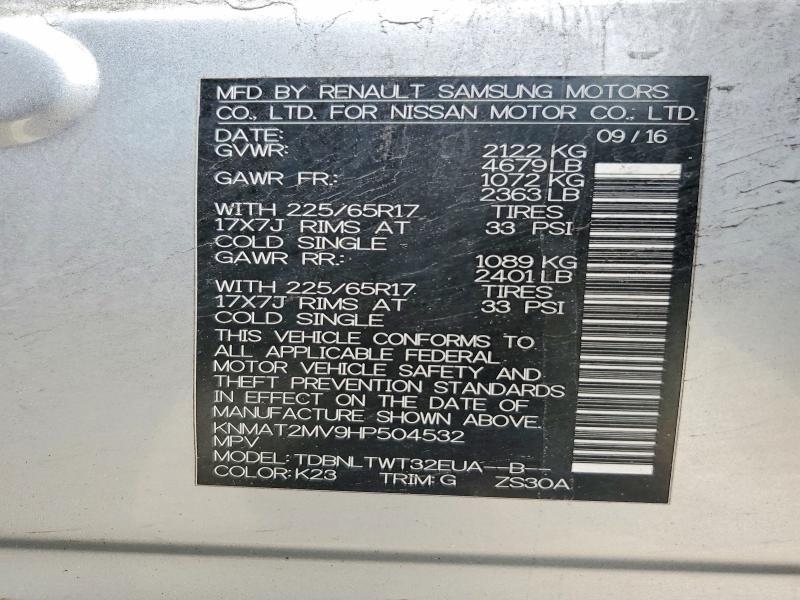 MFD BY RENAULT SAMSUNG MOTORS
CO., LTD. FOR NISSAN MOTOR CO., LTD.
DATE: 09/16
GVWR: 2122 KG
4679 LB
GAWR FR.: 1072 KG
2363 LB
WITH 225/65R17 TIRES
17X7J RIMS AT 33 PSI
COLD SINGLE
GAWR RR.: 1089 KG
2401 LB
WITH 225/65R17 TIRES
17X7J RIMS AT 33 PSI
COLD SINGLE
THIS VEHICLE CONFORMS TO
ALL APPLICABLE FEDERAL
MOTOR VEHICLE SAFETY AND
THEFT PREVENTION STANDARDS
IN EFFECT ON THE DATE OF
MANUFACTURE SHOWN ABOVE.
KNMAT2MV9HP504532
MPV
MODEL: TDBNLTWT32EUA--B--
COLOR: K23 TRIM: G ZS30A